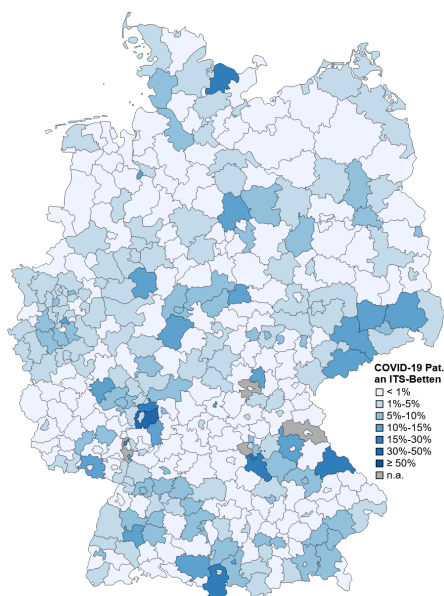 COVID-19 Pat.
an ITS-Betten
< 1%
1%-5%
5%-10%
10%-15%
15%-30%
30%-50%
≥ 50%
n.a.